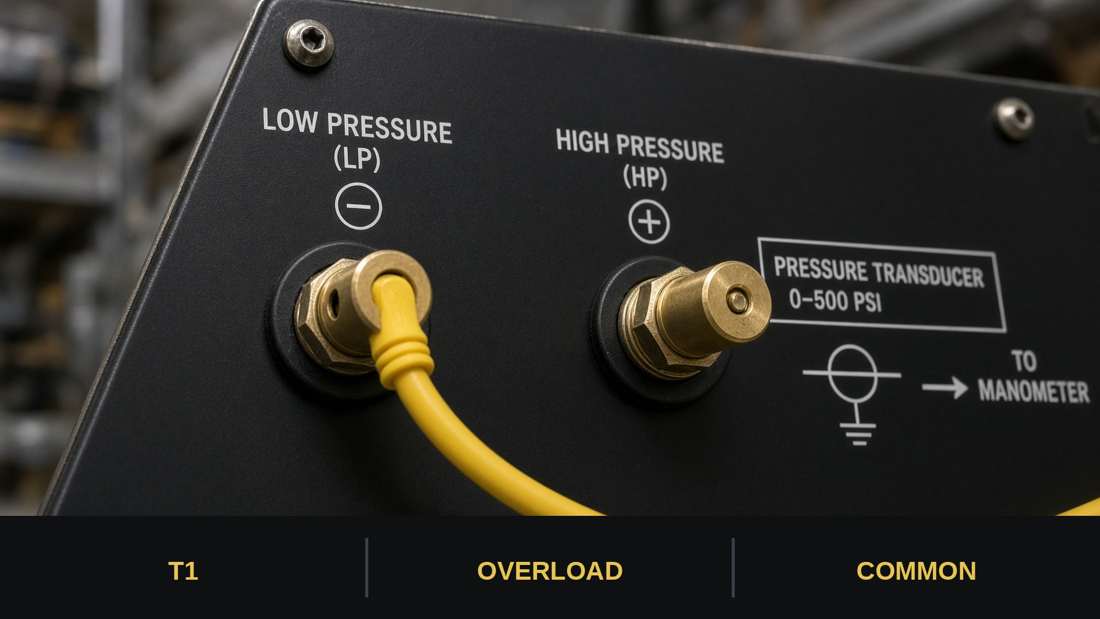 LOW PRESSURE
(LP)
−
HIGH PRESSURE
(HP)
+
PRESSURE TRANSDUCER
0–500 PSI
TO
MANOMETER
T1
OVERLOAD
COMMON